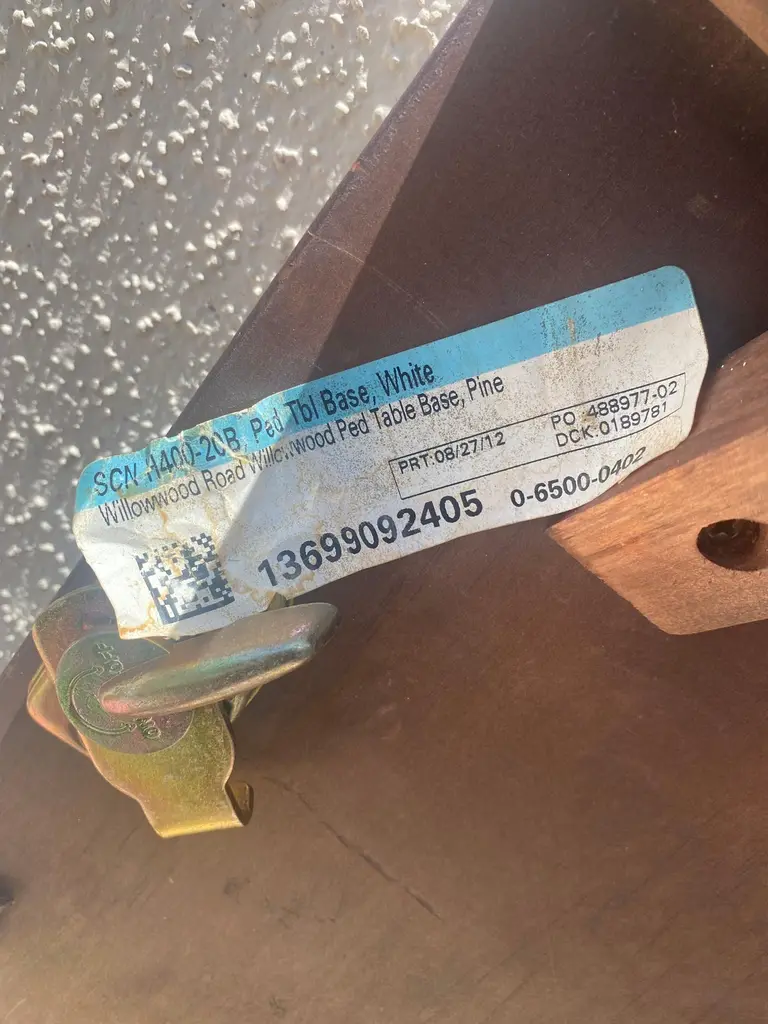 SCN A400-20B, Ped Tbl Base, White
Willowwood Road Willowwood Ped Table Base, Pine
PRT:08/27/12
PO 488977-02
DCK:0189781
13699092405
0-6500-0402